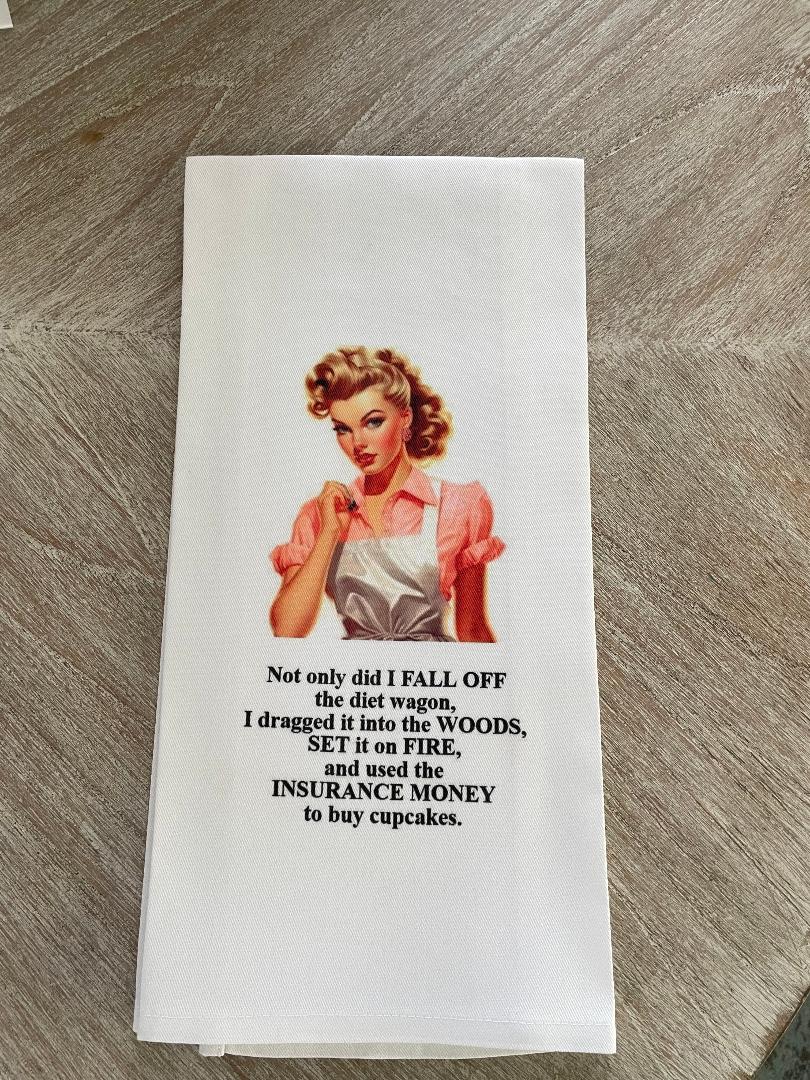 Not only did I FALL OFF
the diet wagon,
I dragged it into the WOODS,
SET it on FIRE,
and used the
INSURANCE MONEY
to buy cupcakes.